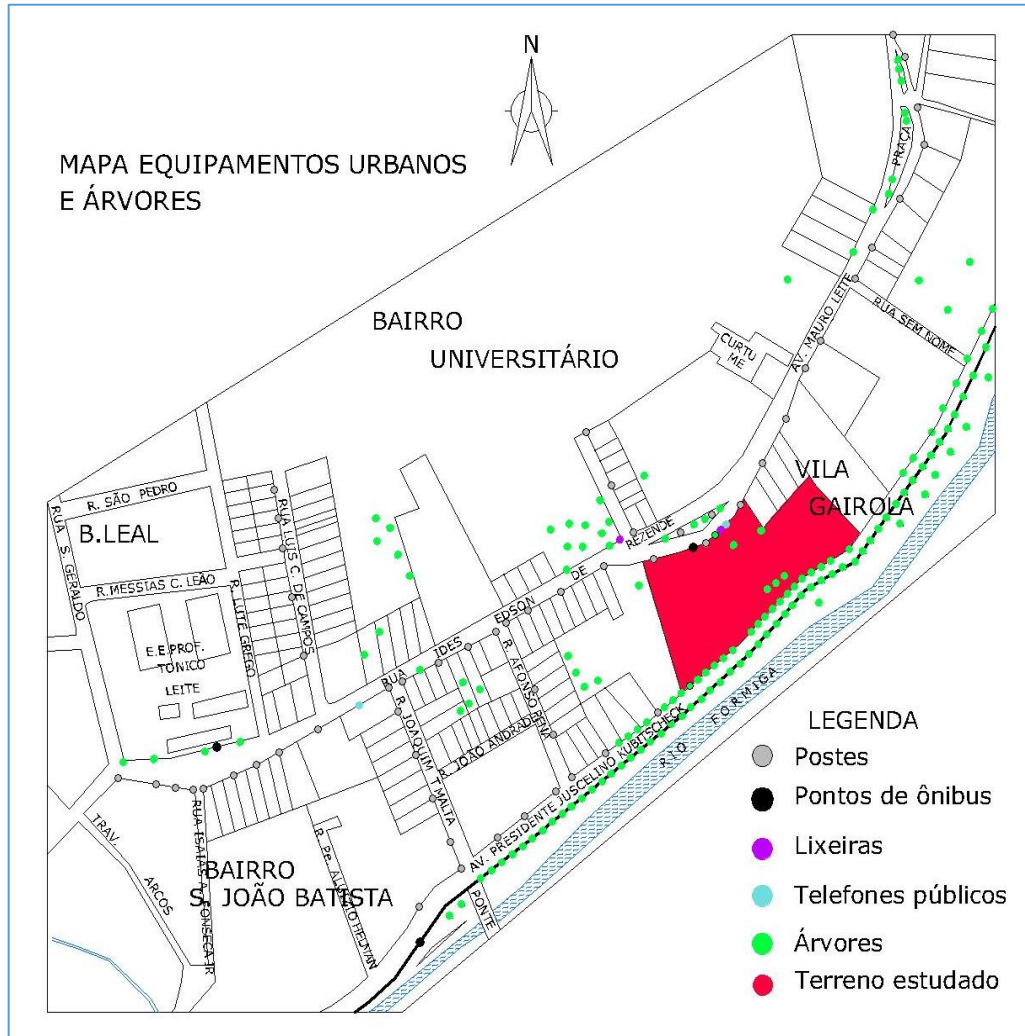 N
MAPA EQUIPAMENTOS URBANOS
E ÁRVORES
PRAÇA
BAIRRO
UNIVERSITÁRIO
AV. MAURO LEITE
RUA SEM NOME
CURTU
ME
VILA
GAIROLA
R. SÃO PEDRO
B.LEAL
RUA S. GERALDO
R. MESSIAS C. LEÃO
RUA LUIS C. DE CAMPOS
R. LUTE GREGO
E.E.PROF.
TONICO
LEITE
RUA IDES EDSON DE REZENDE
R. AFONSO PENA
R. JOÃO ANDRADE
R. JOAQUIM T. MALTA
AV. PRESIDENTE JUSCELINO KUBITSCHECK
RIO FORMIGA
TRAV. ARCOS
RUA ISAIAS A. FONSECA JR
BAIRRO
S. JOÃO BATISTA
R. Pe. ALOISIO
PONTE
LEGENDA
Postes
Pontos de ônibus
Lixeiras
Telefones públicos
Árvores
Terreno estudado